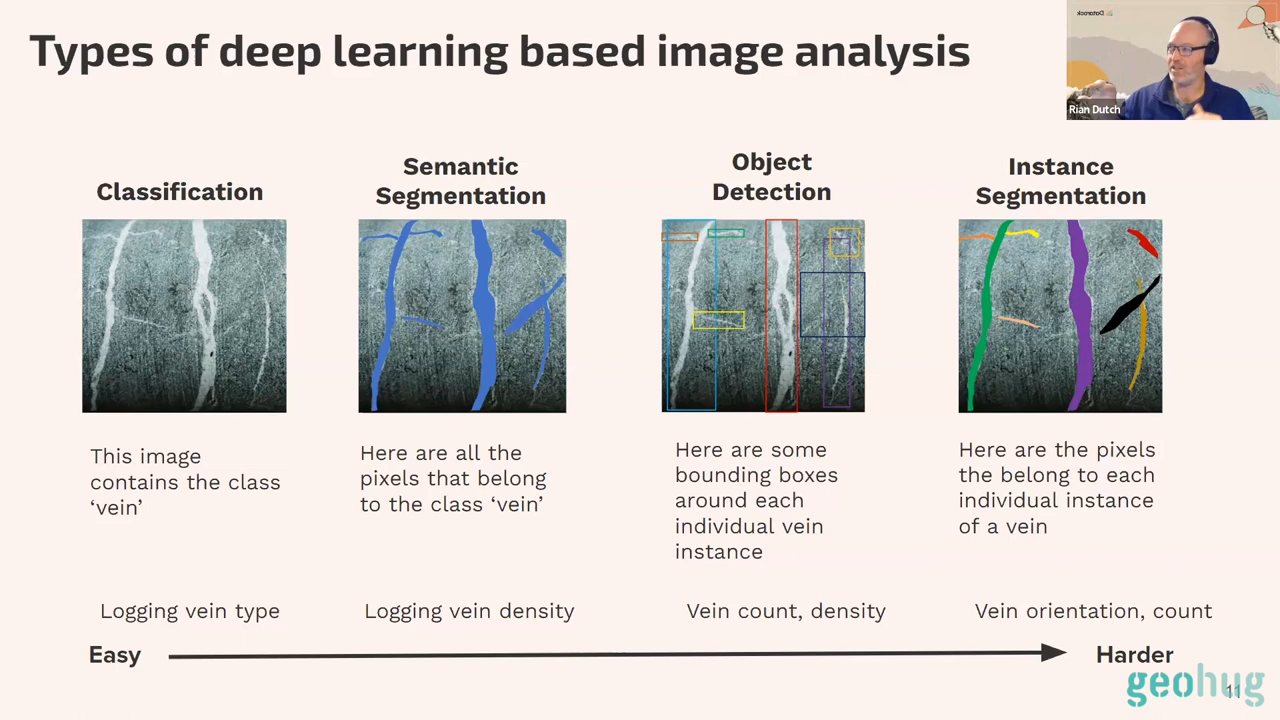 Types of deep learning based image analysis
Datarock
Rian Dutch
Classification
Semantic
Segmentation
Object
Detection
Instance
Segmentation
This image
contains the class
‘vein’
Here are all the
pixels that belong
to the class ‘vein’
Here are some
bounding boxes
around each
individual vein
instance
Here are the pixels
the belong to each
individual instance
of a vein
Logging vein type
Logging vein density
Vein count, density
Vein orientation, count
Easy
Harder
geohug
11